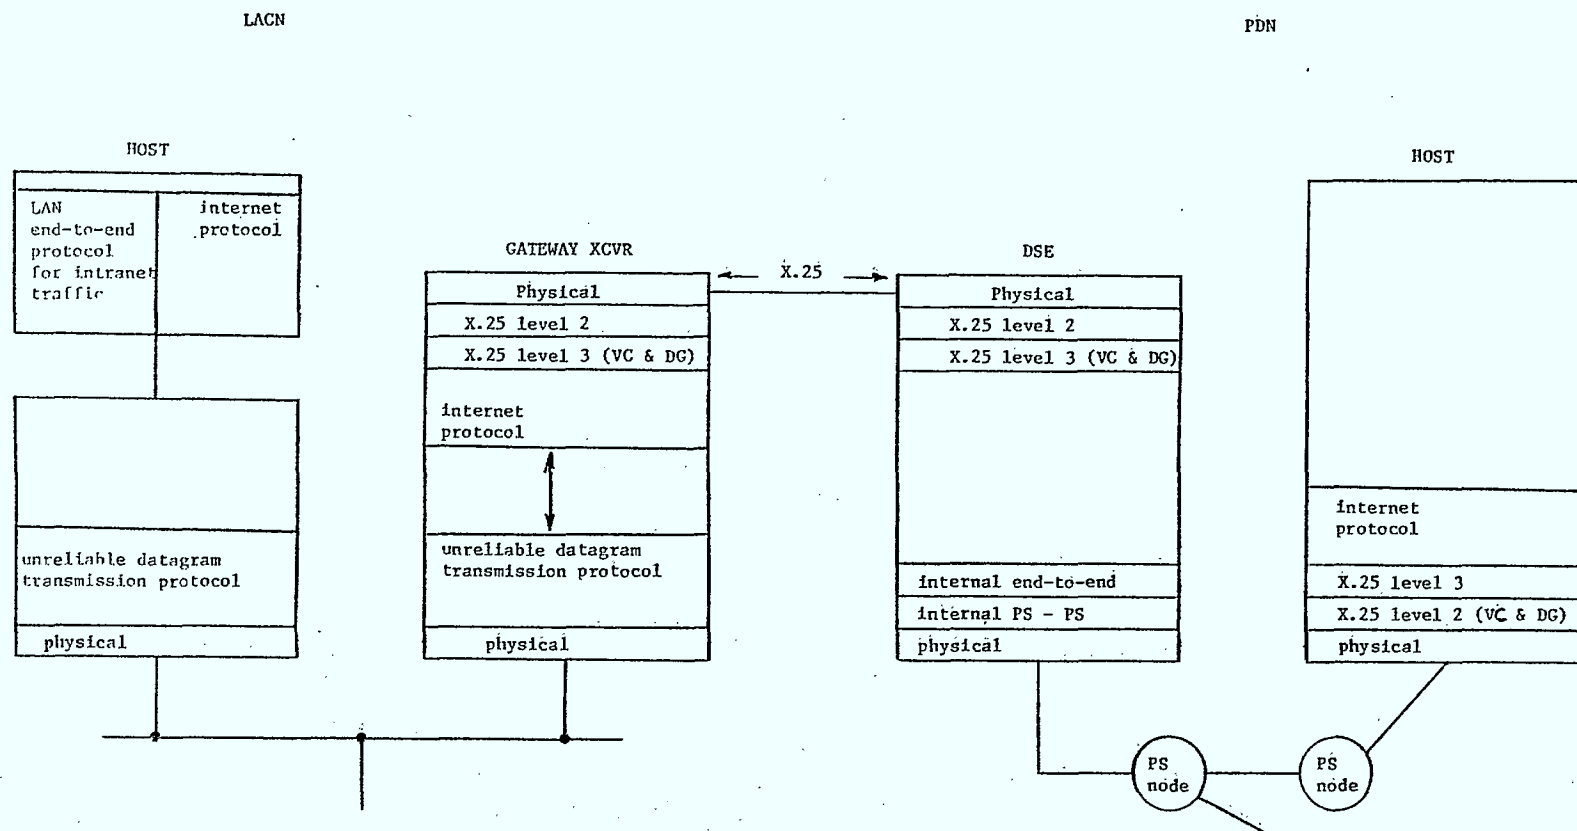 LACN
PDN
HOST
LAN
end-to-end
protocol
for intranet
traffic
internet
protocol
unreliable datagram
transmission protocol
physical
GATEWAY XCVR
Physical
X.25 level 2
X.25 level 3 (VC & DG)
internet
protocol
unreliable datagram
transmission protocol
physical
X.25
DSE
Physical
X.25 level 2
X.25 level 3 (VC & DG)
internal end-to-end
internal PS - PS
physical
HOST
internet
protocol
X.25 level 3
X.25 level 2 (VC & DG)
physical
PS
node
PS
node